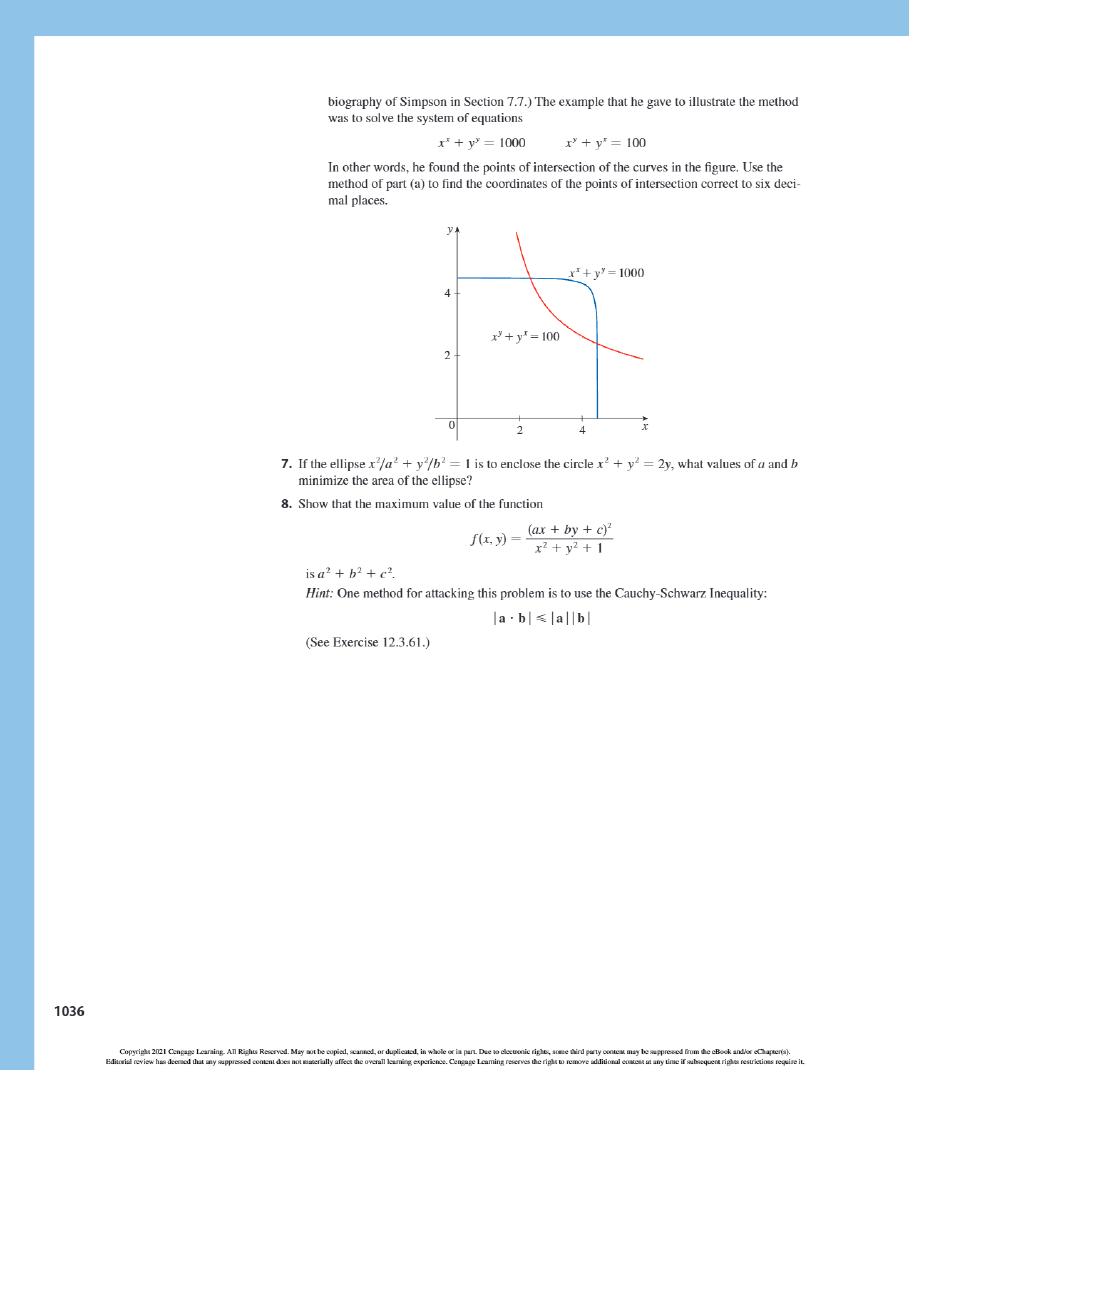 biography of Simpson in Section 7.7.) The example that he gave to illustrate the method
was to solve the system of equations
xˣ + yʸ = 1000 xʸ + yˣ = 100
In other words, he found the points of intersection of the curves in the figure. Use the
method of part (a) to find the coordinates of the points of intersection correct to six deci-
mal places.
y
xˣ + yʸ = 1000
4
xʸ + yˣ = 100
2
0
2
4
x
7. If the ellipse x²/a² + y²/b² = 1 is to enclose the circle x² + y² = 2y, what values of a and b
minimize the area of the ellipse?
8. Show that the maximum value of the function
f(x, y) = (ax + by + c)² / x² + y² + 1
is a² + b² + c².
Hint: One method for attacking this problem is to use the Cauchy-Schwarz Inequality:
|a · b| ⩽ |a||b|
(See Exercise 12.3.61.)
1036
Copyright 2021 Cengage Learning. All Rights Reserved. May not be copied, scanned, or duplicated, in whole or in part. Due to electronic rights, some third party content may be suppressed from the eBook and/or eChapter(s).
Editorial review has deemed that any suppressed content does not materially affect the overall learning experience. Cengage Learning reserves the right to remove additional content at any time if subsequent rights restrictions require it.